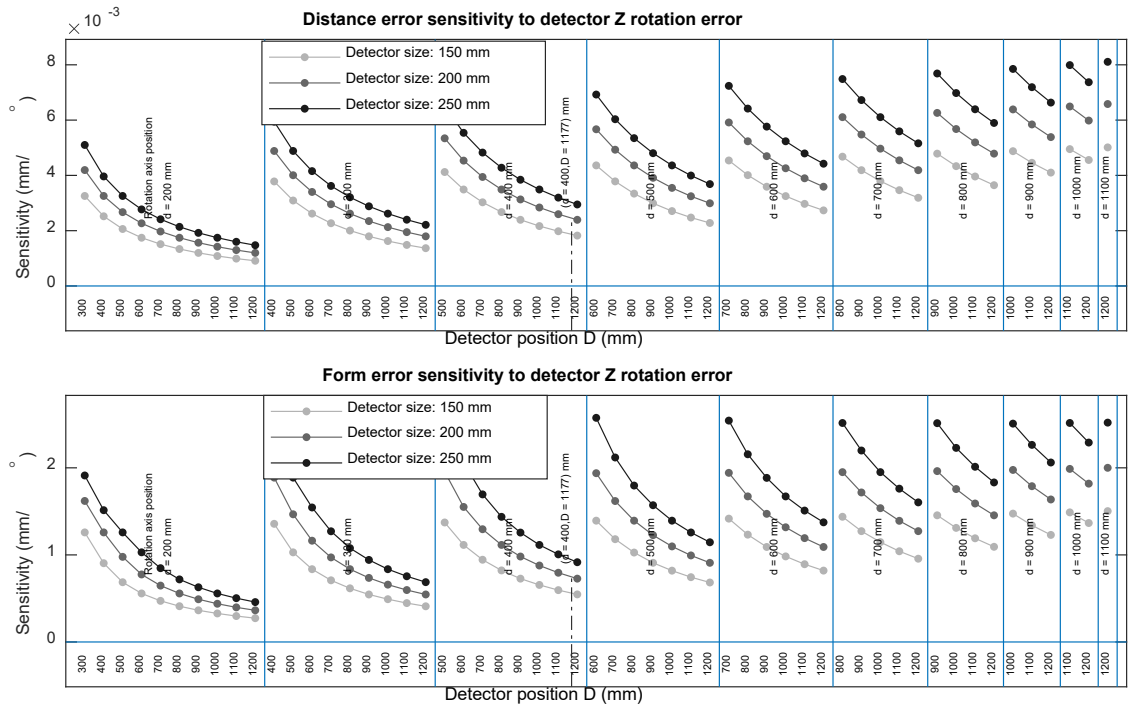 Distance error sensitivity to detector Z rotation error
× 10 -3
Detector size: 150 mm
Detector size: 200 mm
Detector size: 250 mm
Sensitivity (mm/ °)
8
6
4
2
0
Rotation axis position
d = 200 mm
d = 300 mm
d = 400 mm
(d = 400,D = 1177) mm
d = 500 mm
d = 600 mm
d = 700 mm
d = 800 mm
d = 900 mm
d = 1000 mm
d = 1100 mm
300 400 500 600 700 800 900 1000 1100 1200 400 500 600 700 800 900 1000 1100 1200 500 600 700 800 900 1000 1100 1200 600 700 800 900 1000 1100 1200 700 800 900 1000 1100 1200 800 900 1000 1100 1200 900 1000 1100 1200 1000 1100 1200 1100 1200 1200
Detector position D (mm)
Form error sensitivity to detector Z rotation error
Detector size: 150 mm
Detector size: 200 mm
Detector size: 250 mm
Sensitivity (mm/ °)
2
1
0
Rotation axis position
d = 200 mm
d = 300 mm
d = 400 mm
(d = 400,D = 1177) mm
d = 500 mm
d = 600 mm
d = 700 mm
d = 800 mm
d = 900 mm
d = 1000 mm
d = 1100 mm
300 400 500 600 700 800 900 1000 1100 1200 400 500 600 700 800 900 1000 1100 1200 500 600 700 800 900 1000 1100 1200 600 700 800 900 1000 1100 1200 700 800 900 1000 1100 1200 800 900 1000 1100 1200 900 1000 1100 1200 1000 1100 1200 1100 1200 1200
Detector position D (mm)